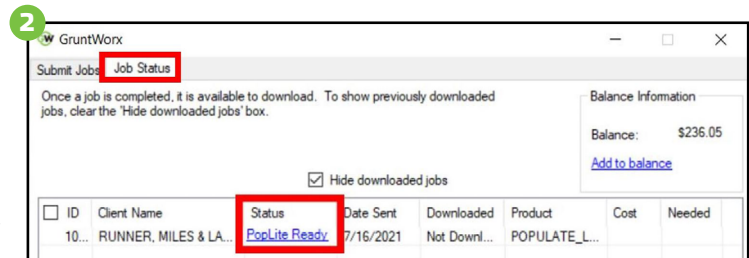 2
GruntWorx
Submit Jobs Job Status
Once a job is completed, it is available to download. To show previously downloaded
jobs, clear the 'Hide downloaded jobs' box.
Balance Information
Balance: $236.05
Add to balance
Hide downloaded jobs
ID Client Name Status Date Sent Downloaded Product Cost Needed
10... RUNNER, MILES & LA... PopLite Ready 7/16/2021 Not Downl... POPULATE_L...